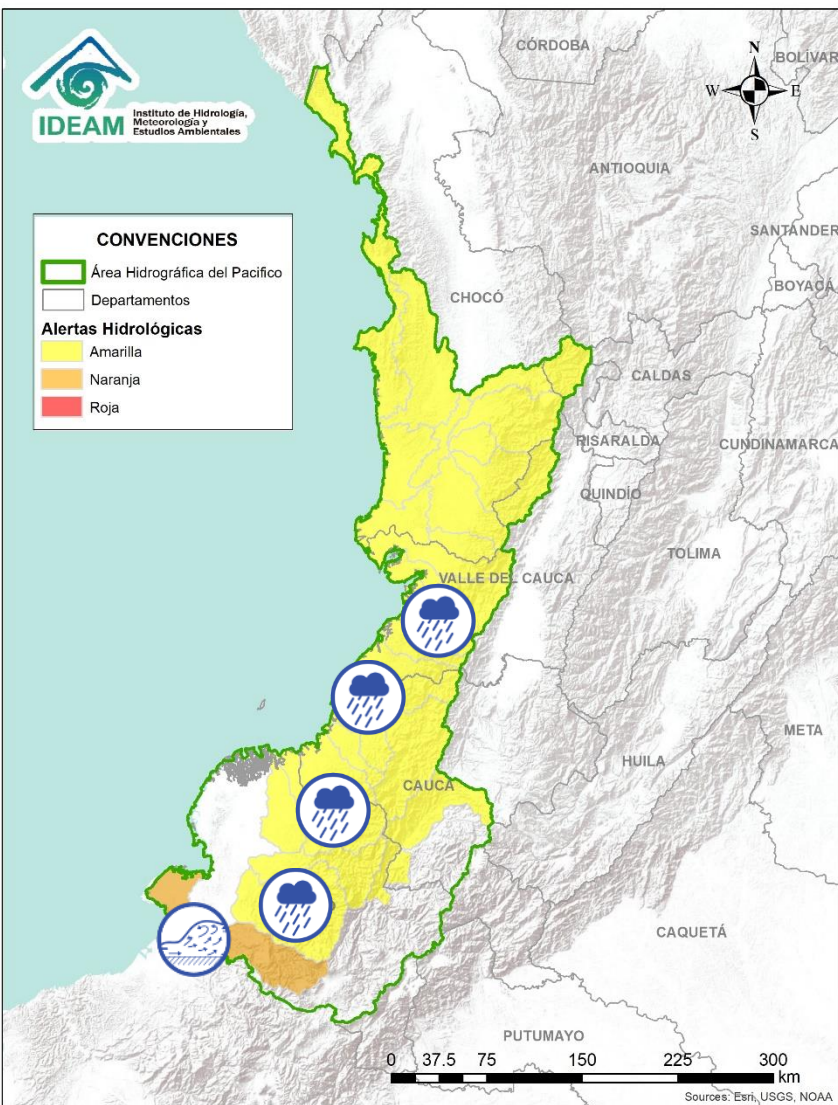 IDEAM
Instituto de Hidrología,
Meteorología y
Estudios Ambientales
CÓRDOBA
BOLÍVAR
N
W
E
S
ANTIOQUIA
SANTANDER
BOYACÁ
CONVENCIONES
Área Hidrográfica del Pacifico
Departamentos
Alertas Hidrológicas
Amarilla
Naranja
Roja
CHOCÓ
CALDAS
RISARALDA
CUNDINAMARCA
QUINDÍO
TOLIMA
VALLE DEL CAUCA
META
HUILA
CAUCA
CAQUETÁ
PUTUMAYO
0 37.5 75 150 225 300
km
Sources: Esri, USGS, NOAA